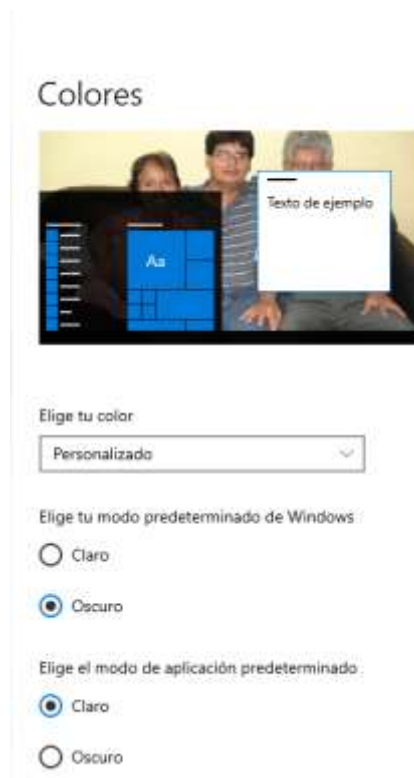 Colores
Texto de ejemplo
Aa
Elige tu color
Personalizado
Elige tu modo predeterminado de Windows
Claro
Oscuro
Elige el modo de aplicación predeterminado
Claro
Oscuro